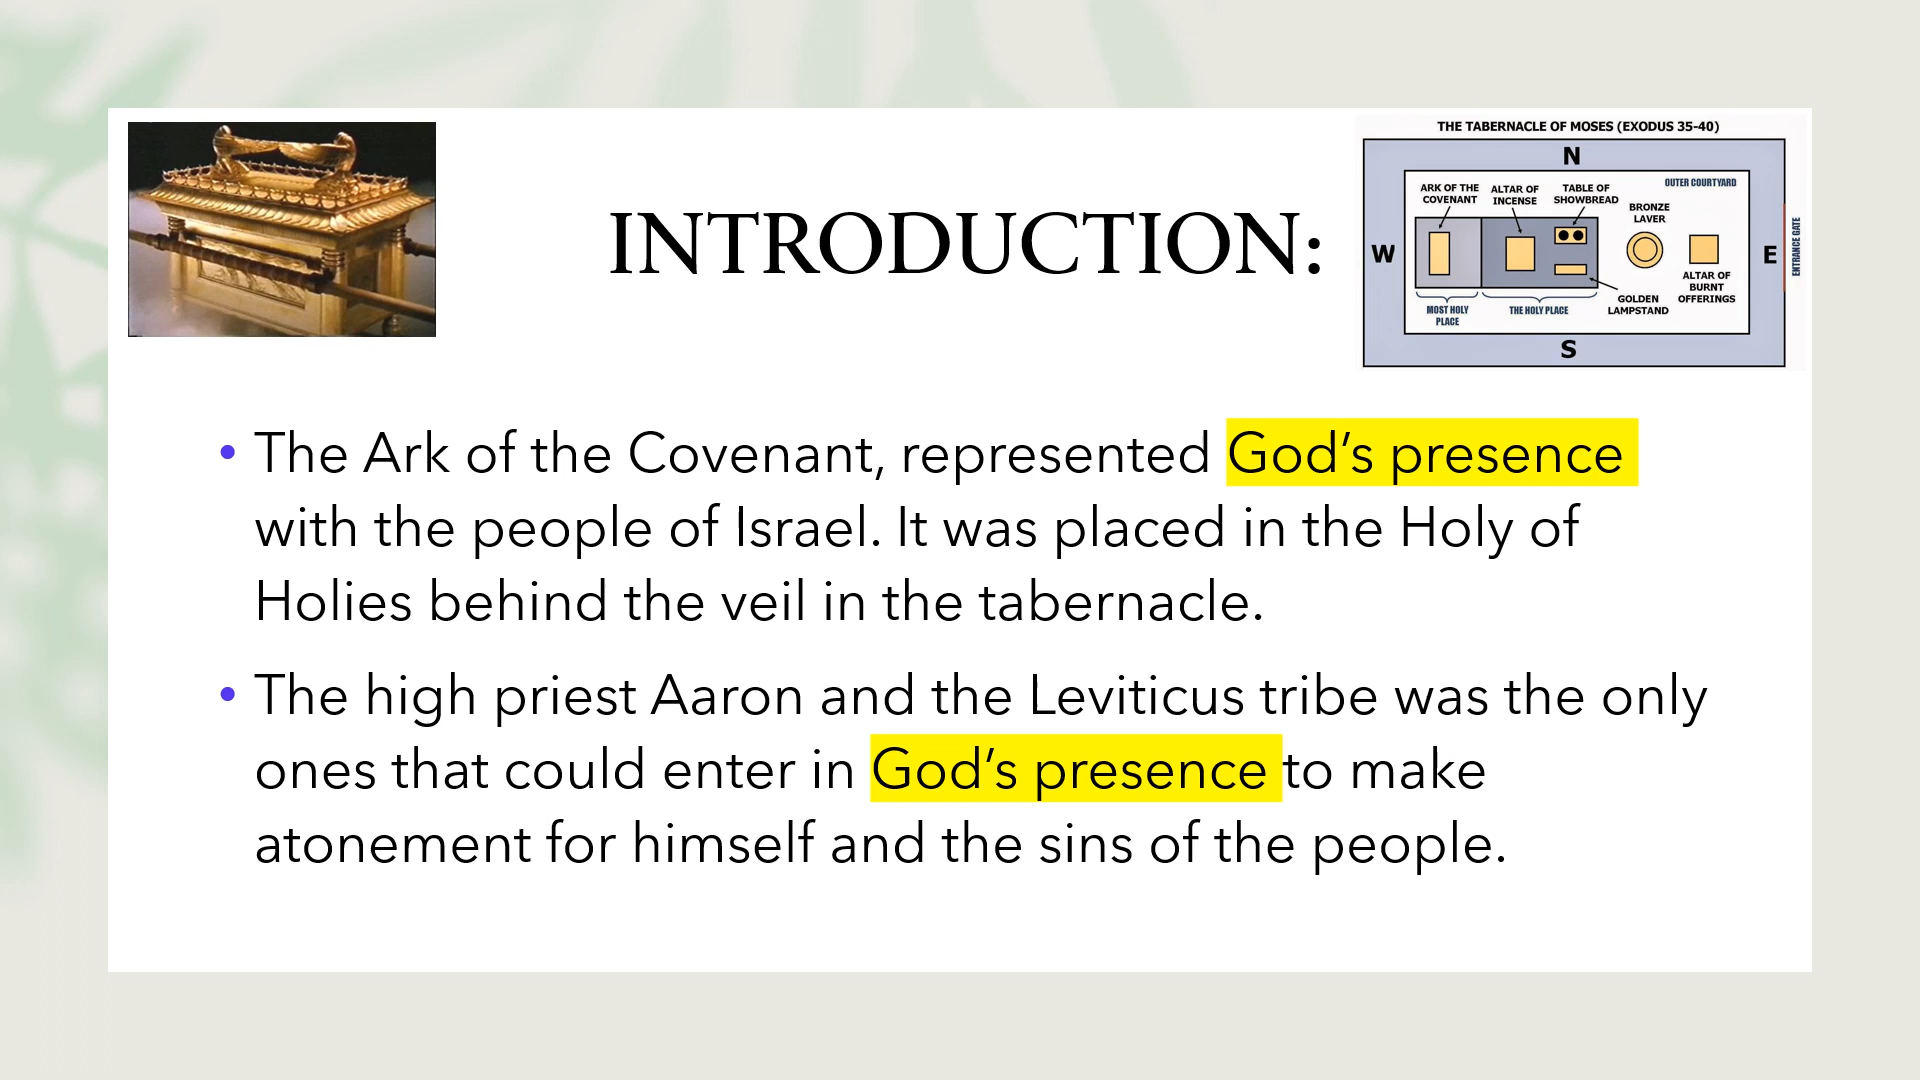 INTRODUCTION:
THE TABERNACLE OF MOSES (EXODUS 35-40)
N
OUTER COURTYARD
ARK OF THE
COVENANT
ALTAR OF
INCENSE
TABLE OF
SHOWBREAD
BRONZE
LAVER
W
E
ENTRANCE GATE
ALTAR OF
BURNT
OFFERINGS
GOLDEN
LAMPSTAND
MOST HOLY
PLACE
THE HOLY PLACE
S
• The Ark of the Covenant, represented God’s presence
with the people of Israel. It was placed in the Holy of
Holies behind the veil in the tabernacle.
• The high priest Aaron and the Leviticus tribe was the only
ones that could enter in God’s presence to make
atonement for himself and the sins of the people.